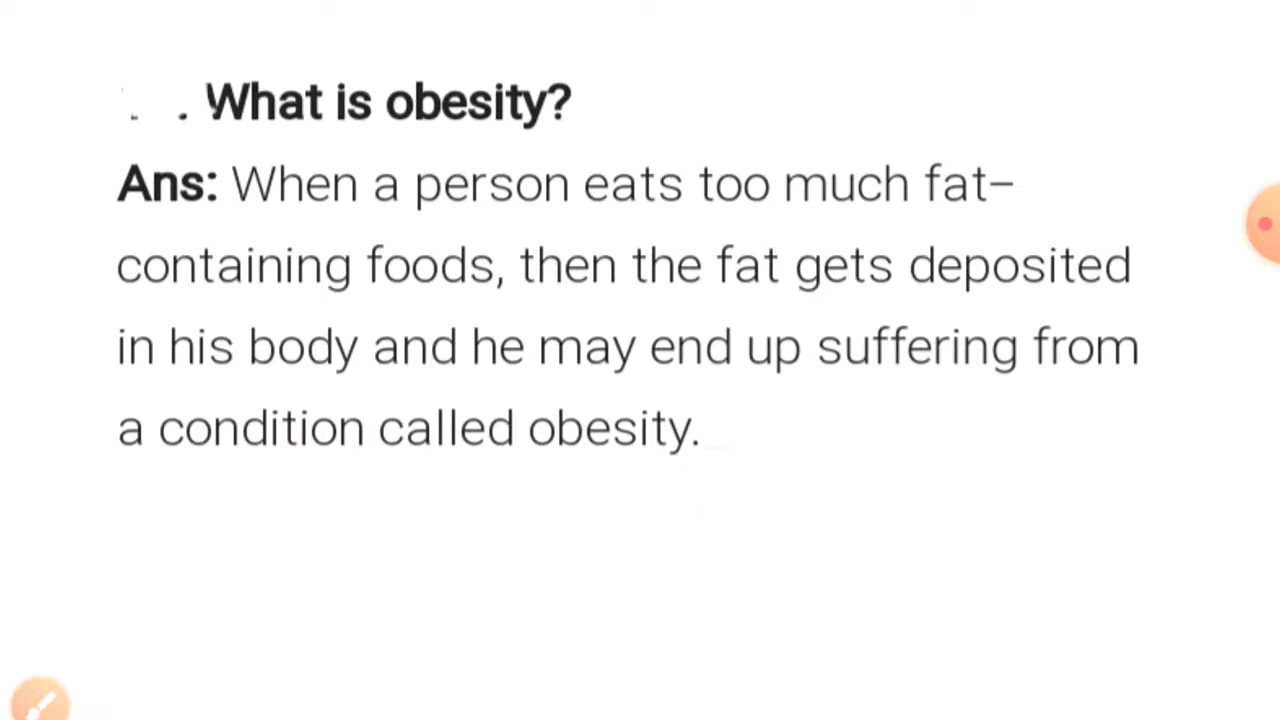 . . What is obesity?
Ans: When a person eats too much fat–
containing foods, then the fat gets deposited
in his body and he may end up suffering from
a condition called obesity.